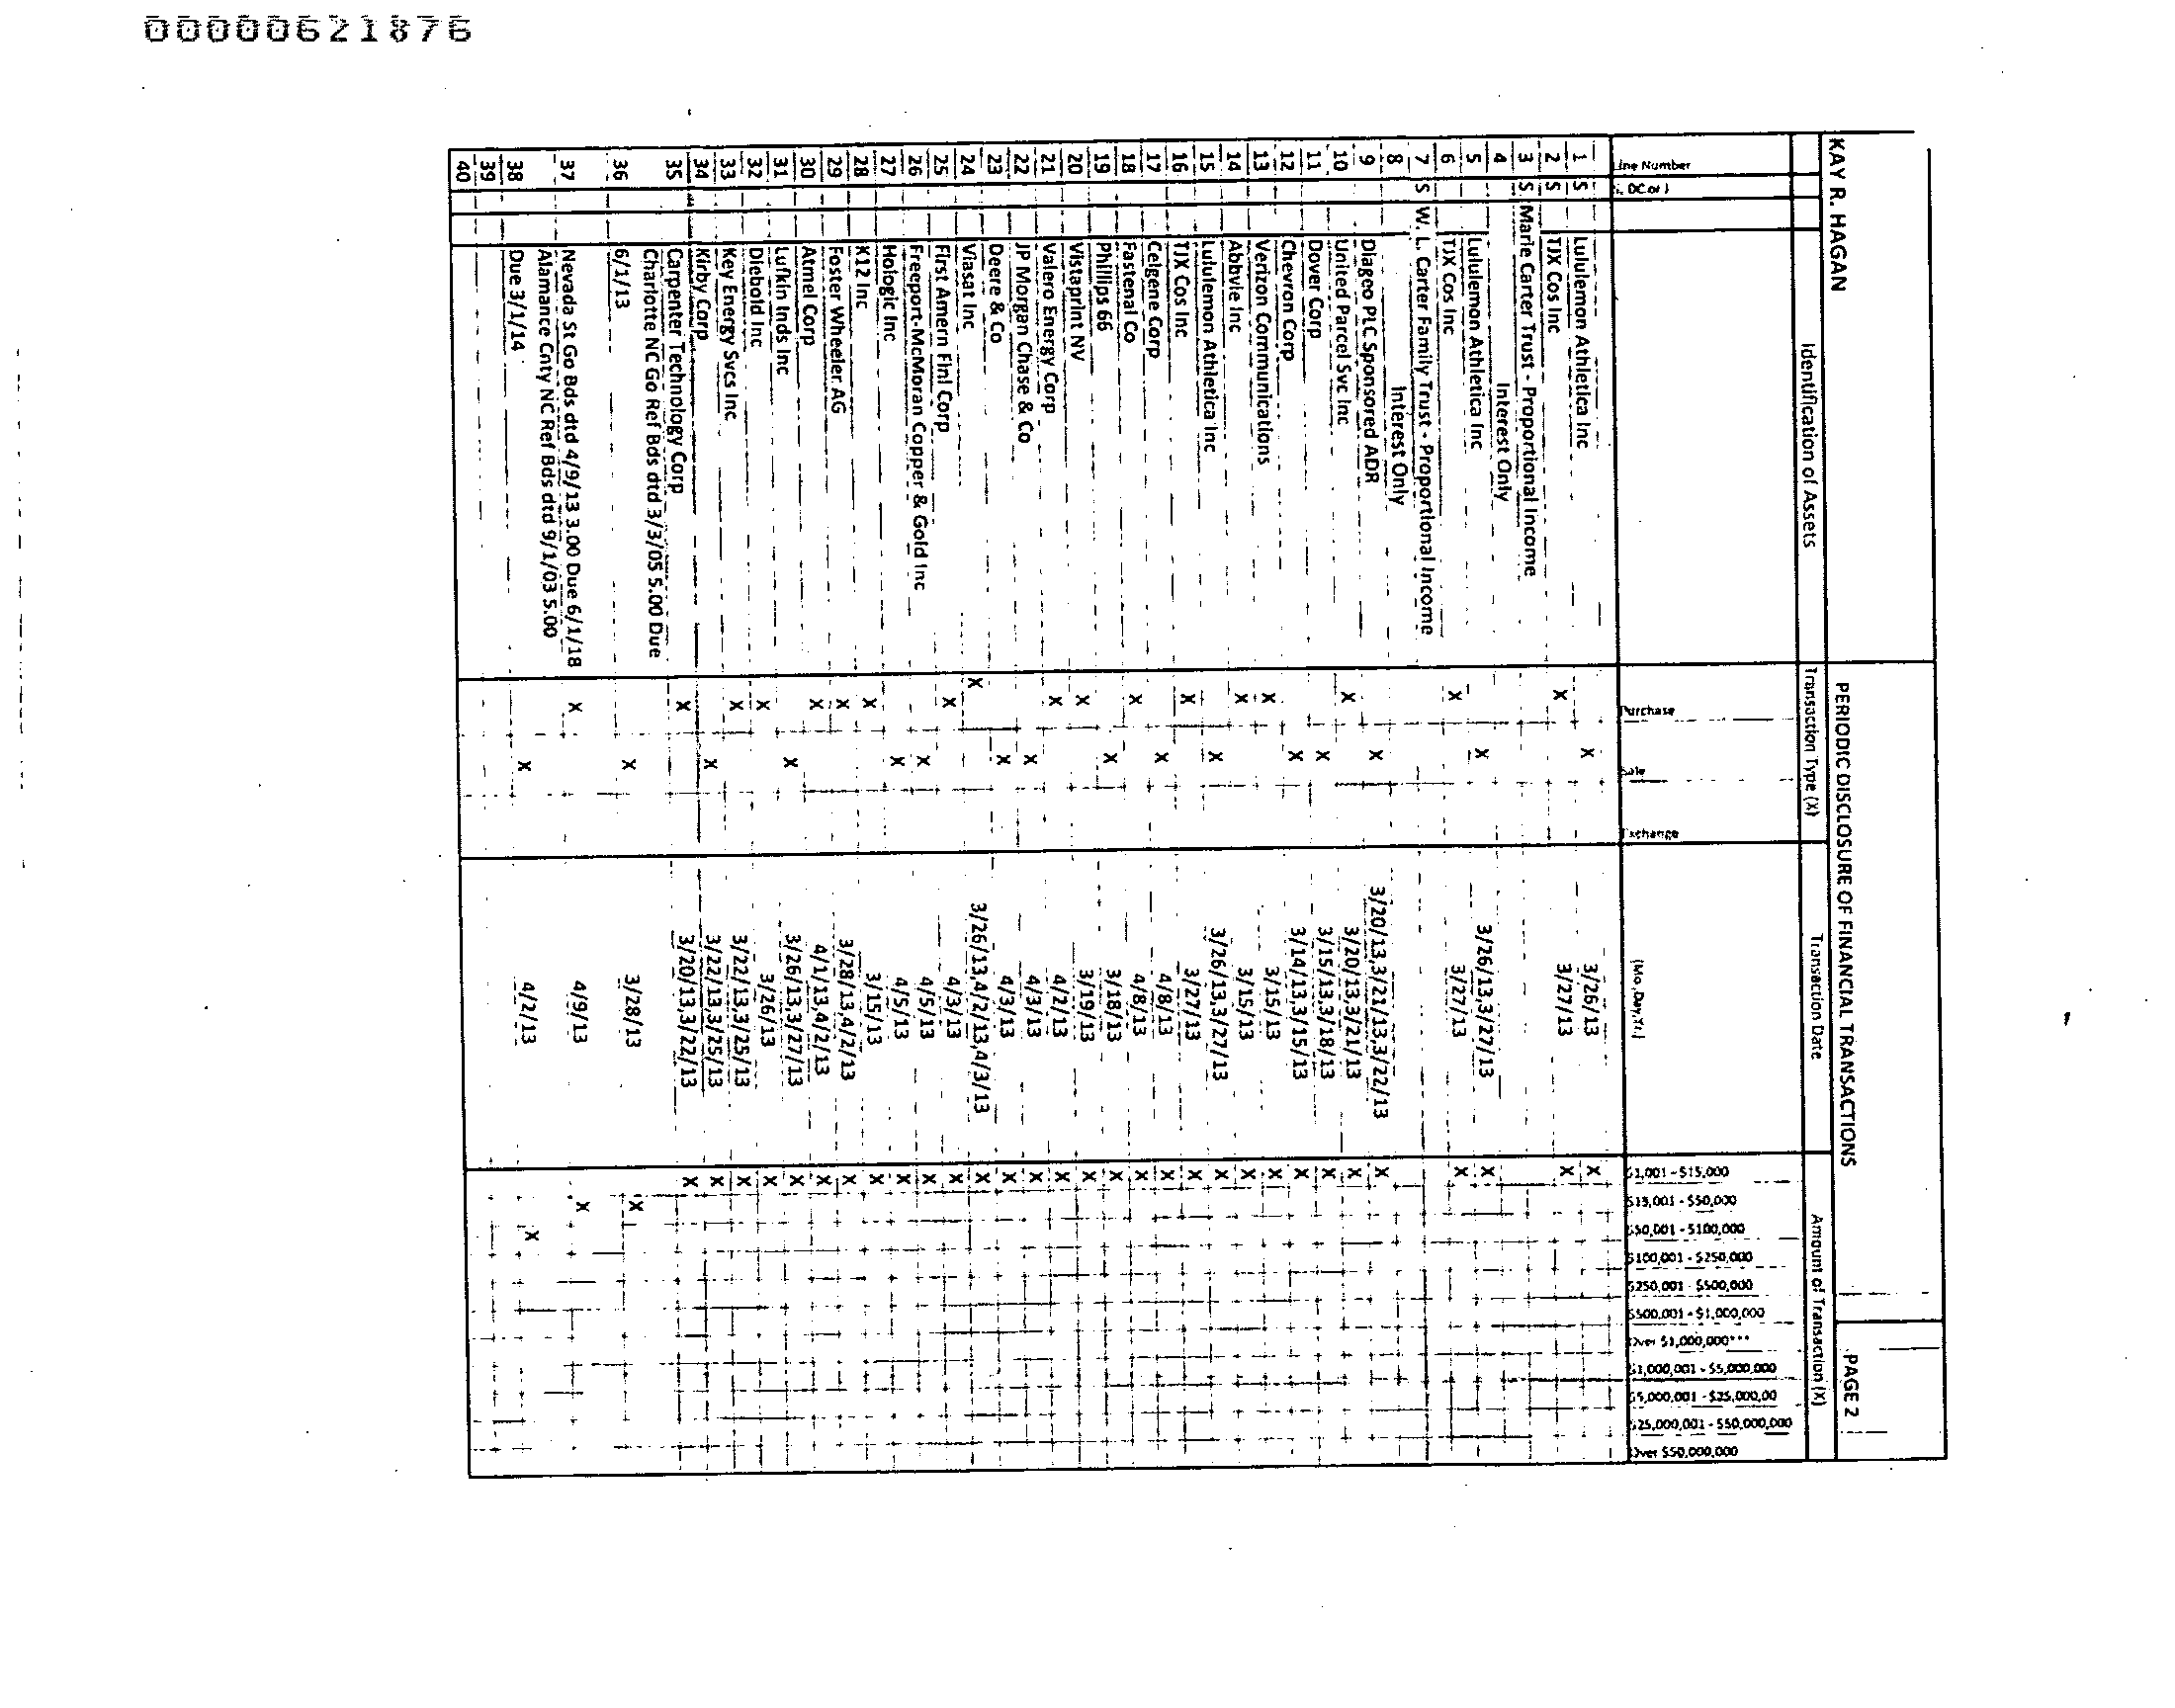 00000621876
KAY R. HAGAN PERIODIC DISCLOSURE OF FINANCIAL TRANSACTIONS PAGE 2
Identification of Assets Transaction Type (X) Transaction Date Amount of Transaction (X)
Line Number Purchase Sale Exchange (Mo,Day,Yr) $1,001 - $15,000 $15,001 - $50,000 $50,001 - $100,000 $100,001 - $250,000 $250,001 - $500,000 $500,001 - $1,000,000 Over $1,000,000*** $1,000,001 - $5,000,000 $5,000,001 - $25,000,00 $25,000,001 - $50,000,000 Over $50,000,000
1 S Lululemon Athletica Inc X 3/26/13 X
2 S TJX Cos Inc X 3/27/13 X
3 S Marie Carter Trust - Proportional Income
4 Interest Only
5 Lululemon Athletica Inc X 3/26/13,3/27/13 X
6 TJX Cos Inc X 3/27/13 X
7 S W. L. Carter Family Trust - Proportional Income
8 Interest Only
9 Diageo PLC Sponsored ADR X 3/20/13,3/21/13,3/22/13 X
10 United Parcel Svc Inc X 3/20/13,3/21/13 X
11 Dover Corp X 3/15/13,3/18/13 X
12 Chevron Corp X 3/14/13,3/15/13 X
13 Verizon Communications X 3/15/13 X
14 Abbvie Inc X 3/15/13 X
15 Lululemon Athletica Inc X 3/26/13,3/27/13 X
16 TJX Cos Inc X 3/27/13 X
17 Celgene Corp X 4/8/13 X
18 Fastenal Co X 4/8/13 X
19 Phillips 66 X 3/18/13 X
20 Vistaprint NV X 3/19/13 X
21 Valero Energy Corp X 4/2/13 X
22 JP Morgan Chase & Co X 4/3/13 X
23 Deere & Co X 4/3/13 X
24 Viasat Inc X 3/26/13,4/2/13,4/3/13 X
25 First Amern Finl Corp X 4/3/13 X
26 Freeport-McMoran Copper & Gold Inc X 4/5/13 X
27 Hologic Inc X 4/5/13 X
28 K12 Inc X 3/15/13 X
29 Foster Wheeler AG X 3/28/13,4/2/13 X
30 Atmel Corp X 4/1/13,4/2/13 X
31 Lufkin Inds Inc X 3/26/13,3/27/13 X
32 Diebold Inc X 3/26/13 X
33 Key Energy Svcs Inc X 3/22/13,3/25/13 X
34 Kirby Corp X 3/22/13,3/25/13 X
35 Carpenter Technology Corp X 3/20/13,3/22/13 X
Charlotte NC Go Ref Bds dtd 3/3/05 5.00 Due
36 6/1/13 X 3/28/13 X
37 Nevada St Go Bds dtd 4/9/13 3.00 Due 6/1/18 X 4/9/13 X
Alamance Cnty NC Ref Bds dtd 9/1/03 5.00
38 Due 3/1/14 X 4/2/13 X
39
40